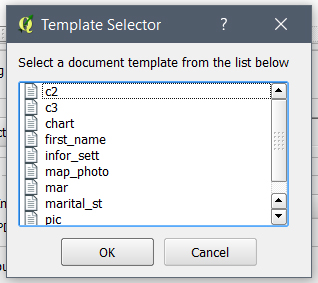 Template Selector
Select a document template from the list below
c2
c3
chart
first_name
infor_sett
map_photo
mar
marital_st
pic
OK
Cancel